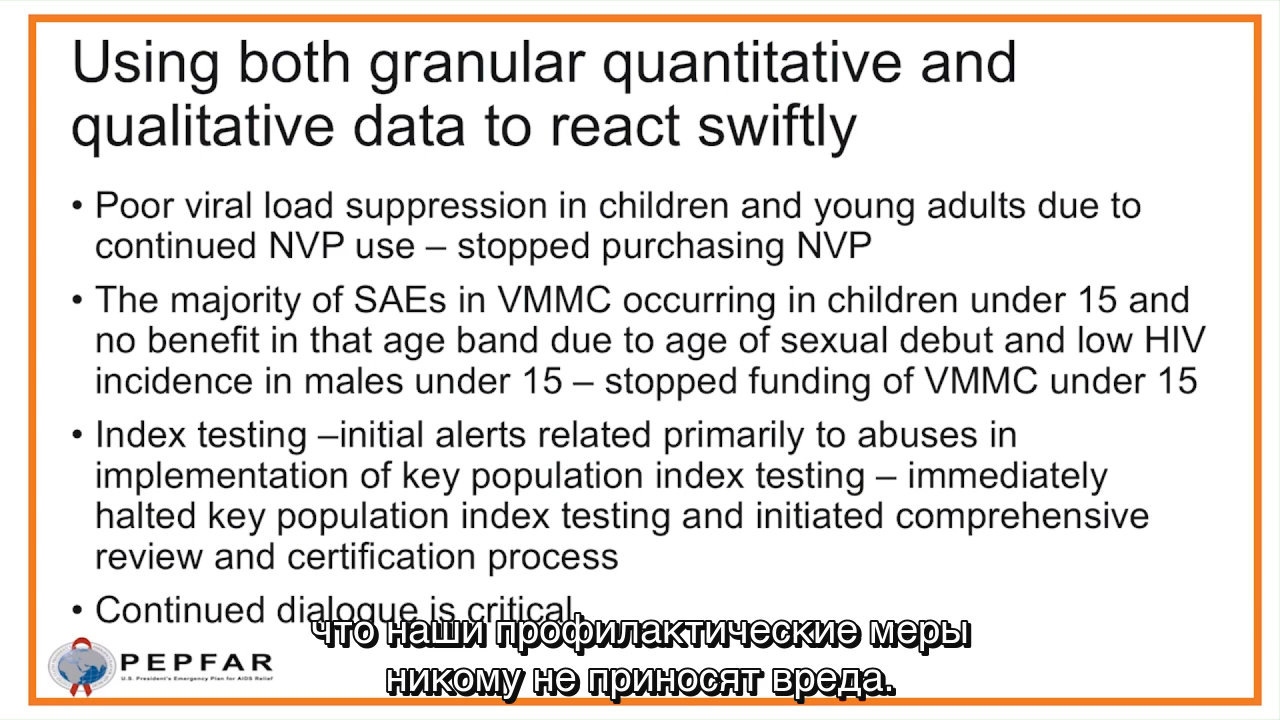 Using both granular quantitative and
qualitative data to react swiftly
• Poor viral load suppression in children and young adults due to
continued NVP use – stopped purchasing NVP
• The majority of SAEs in VMMC occurring in children under 15 and
no benefit in that age band due to age of sexual debut and low HIV
incidence in males under 15 – stopped funding of VMMC under 15
• Index testing –initial alerts related primarily to abuses in
implementation of key population index testing – immediately
halted key population index testing and initiated comprehensive
review and certification process
• Continued dialogue is critical
что наши профилактические меры
никому не приносят вреда.
PEPFAR
U.S. President's Emergency Plan for AIDS Relief